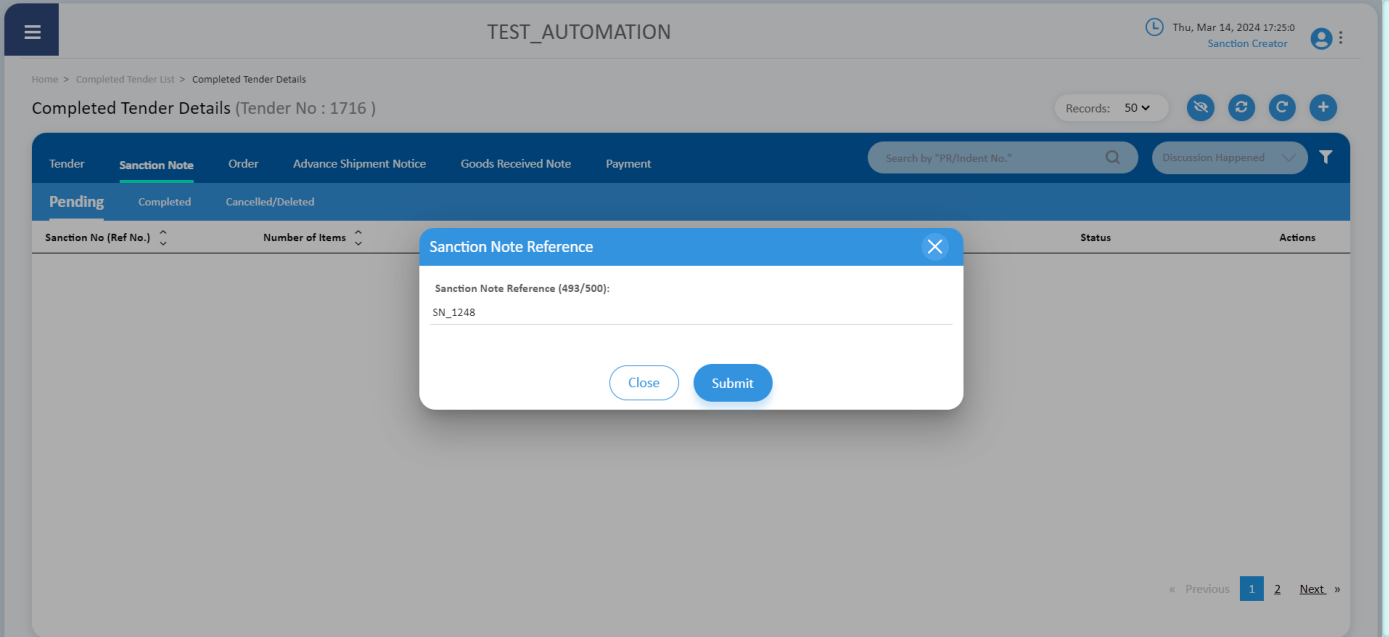 TEST_AUTOMATION
Thu, Mar 14, 2024 17:25:0
Sanction Creator
Home > Completed Tender List > Completed Tender Details
Completed Tender Details (Tender No : 1716 )
Records: 50
Tender Sanction Note Order Advance Shipment Notice Goods Received Note Payment
Search by "PR/Indent No."
Discussion Happened
Pending Completed Cancelled/Deleted
Sanction No (Ref No.) Number of Items Status Actions
Sanction Note Reference
Sanction Note Reference (493/500):
SN_1248
Close Submit
« Previous 1 2 Next »